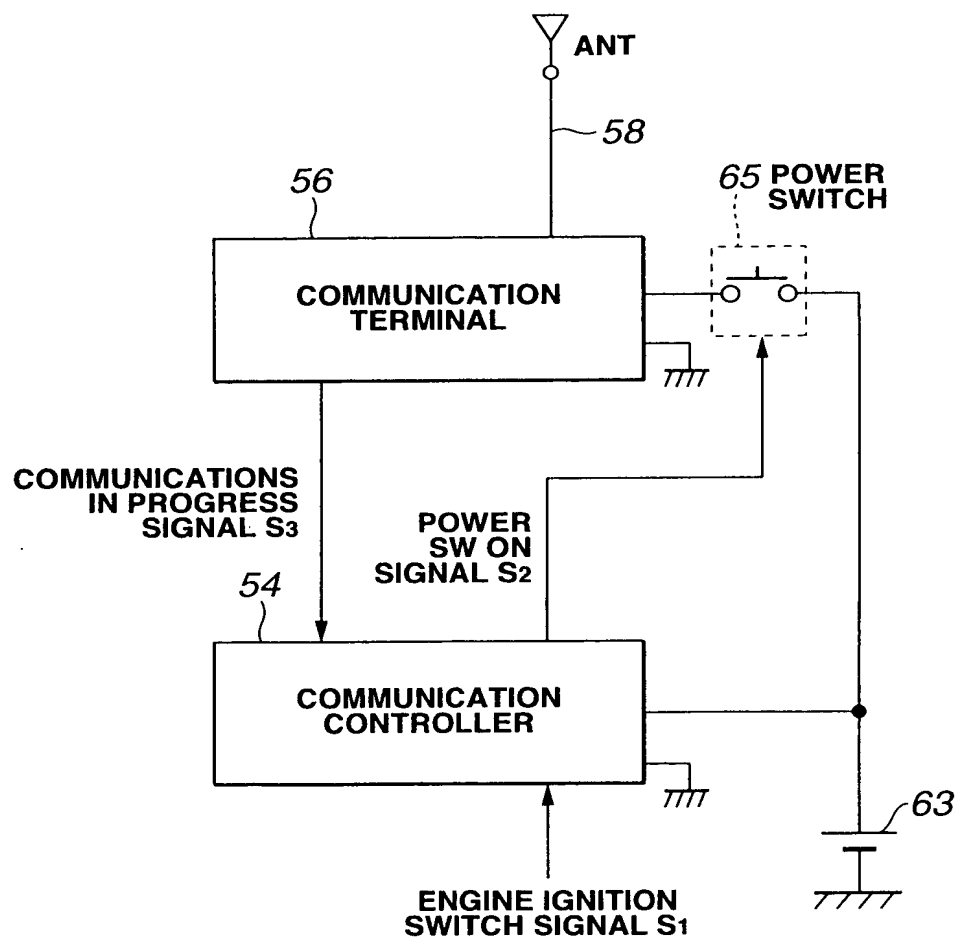 ANT
58
56
65 POWER
SWITCH
COMMUNICATION
TERMINAL
COMMUNICATIONS
IN PROGRESS
SIGNAL S3
POWER
SW ON
SIGNAL S2
54
COMMUNICATION
CONTROLLER
63
ENGINE IGNITION
SWITCH SIGNAL S1